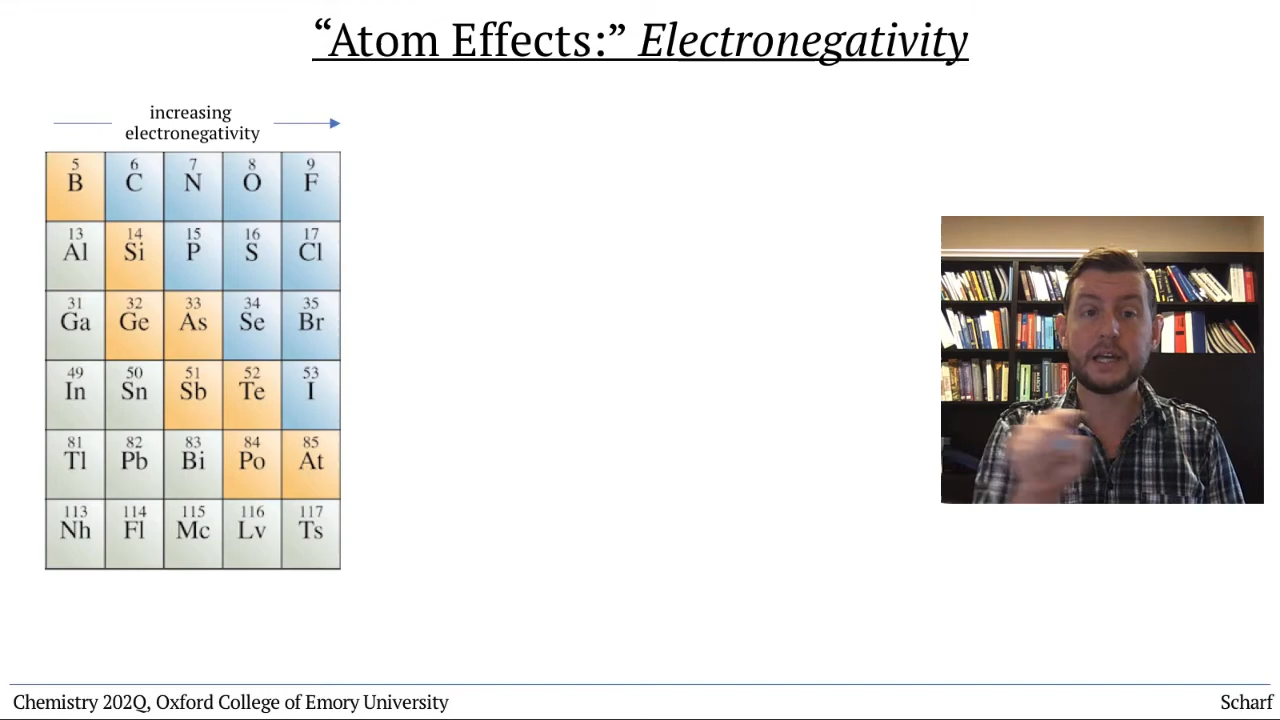 “Atom Effects:” Electronegativity
increasing
electronegativity
5 6 7 8 9
B C N O F
13 14 15 16 17
Al Si P S Cl
31 32 33 34 35
Ga Ge As Se Br
49 50 51 52 53
In Sn Sb Te I
81 82 83 84 85
Tl Pb Bi Po At
113 114 115 116 117
Nh Fl Mc Lv Ts
Chemistry 202Q, Oxford College of Emory University
Scharf